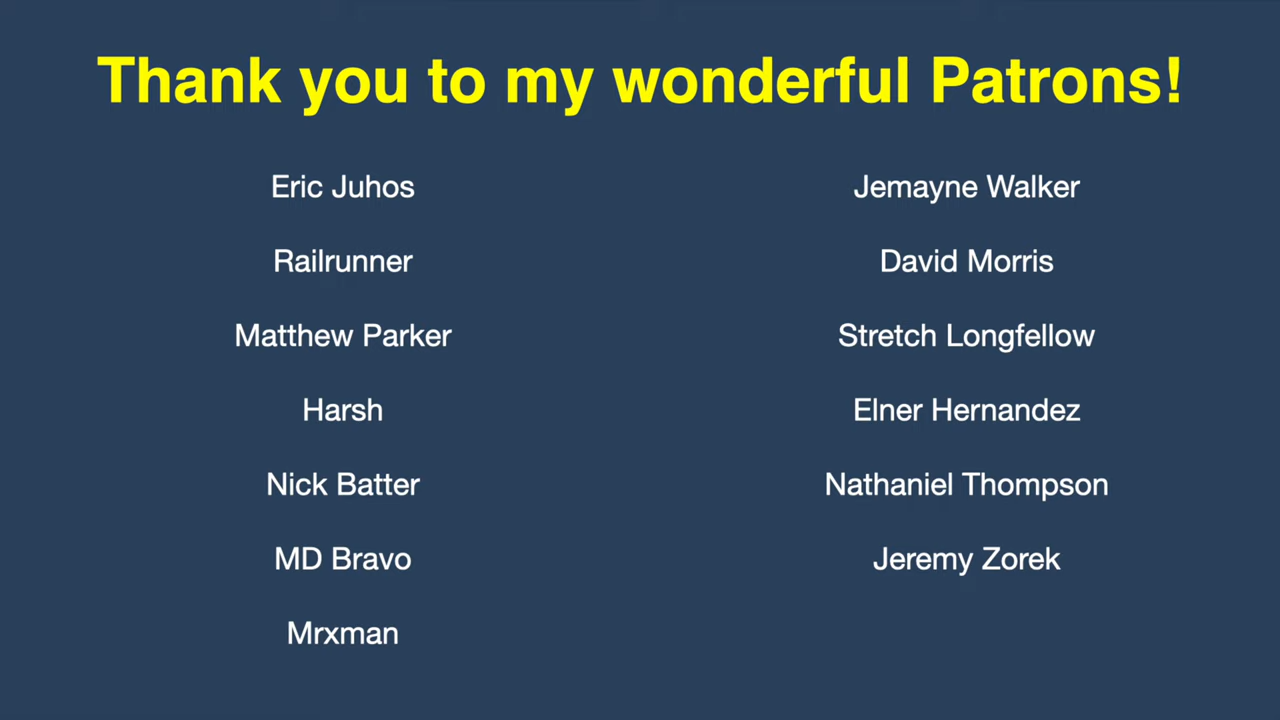 Thank you to my wonderful Patrons!
Eric Juhos
Railrunner
Matthew Parker
Harsh
Nick Batter
MD Bravo
Mrxman
Jemayne Walker
David Morris
Stretch Longfellow
Elner Hernandez
Nathaniel Thompson
Jeremy Zorek